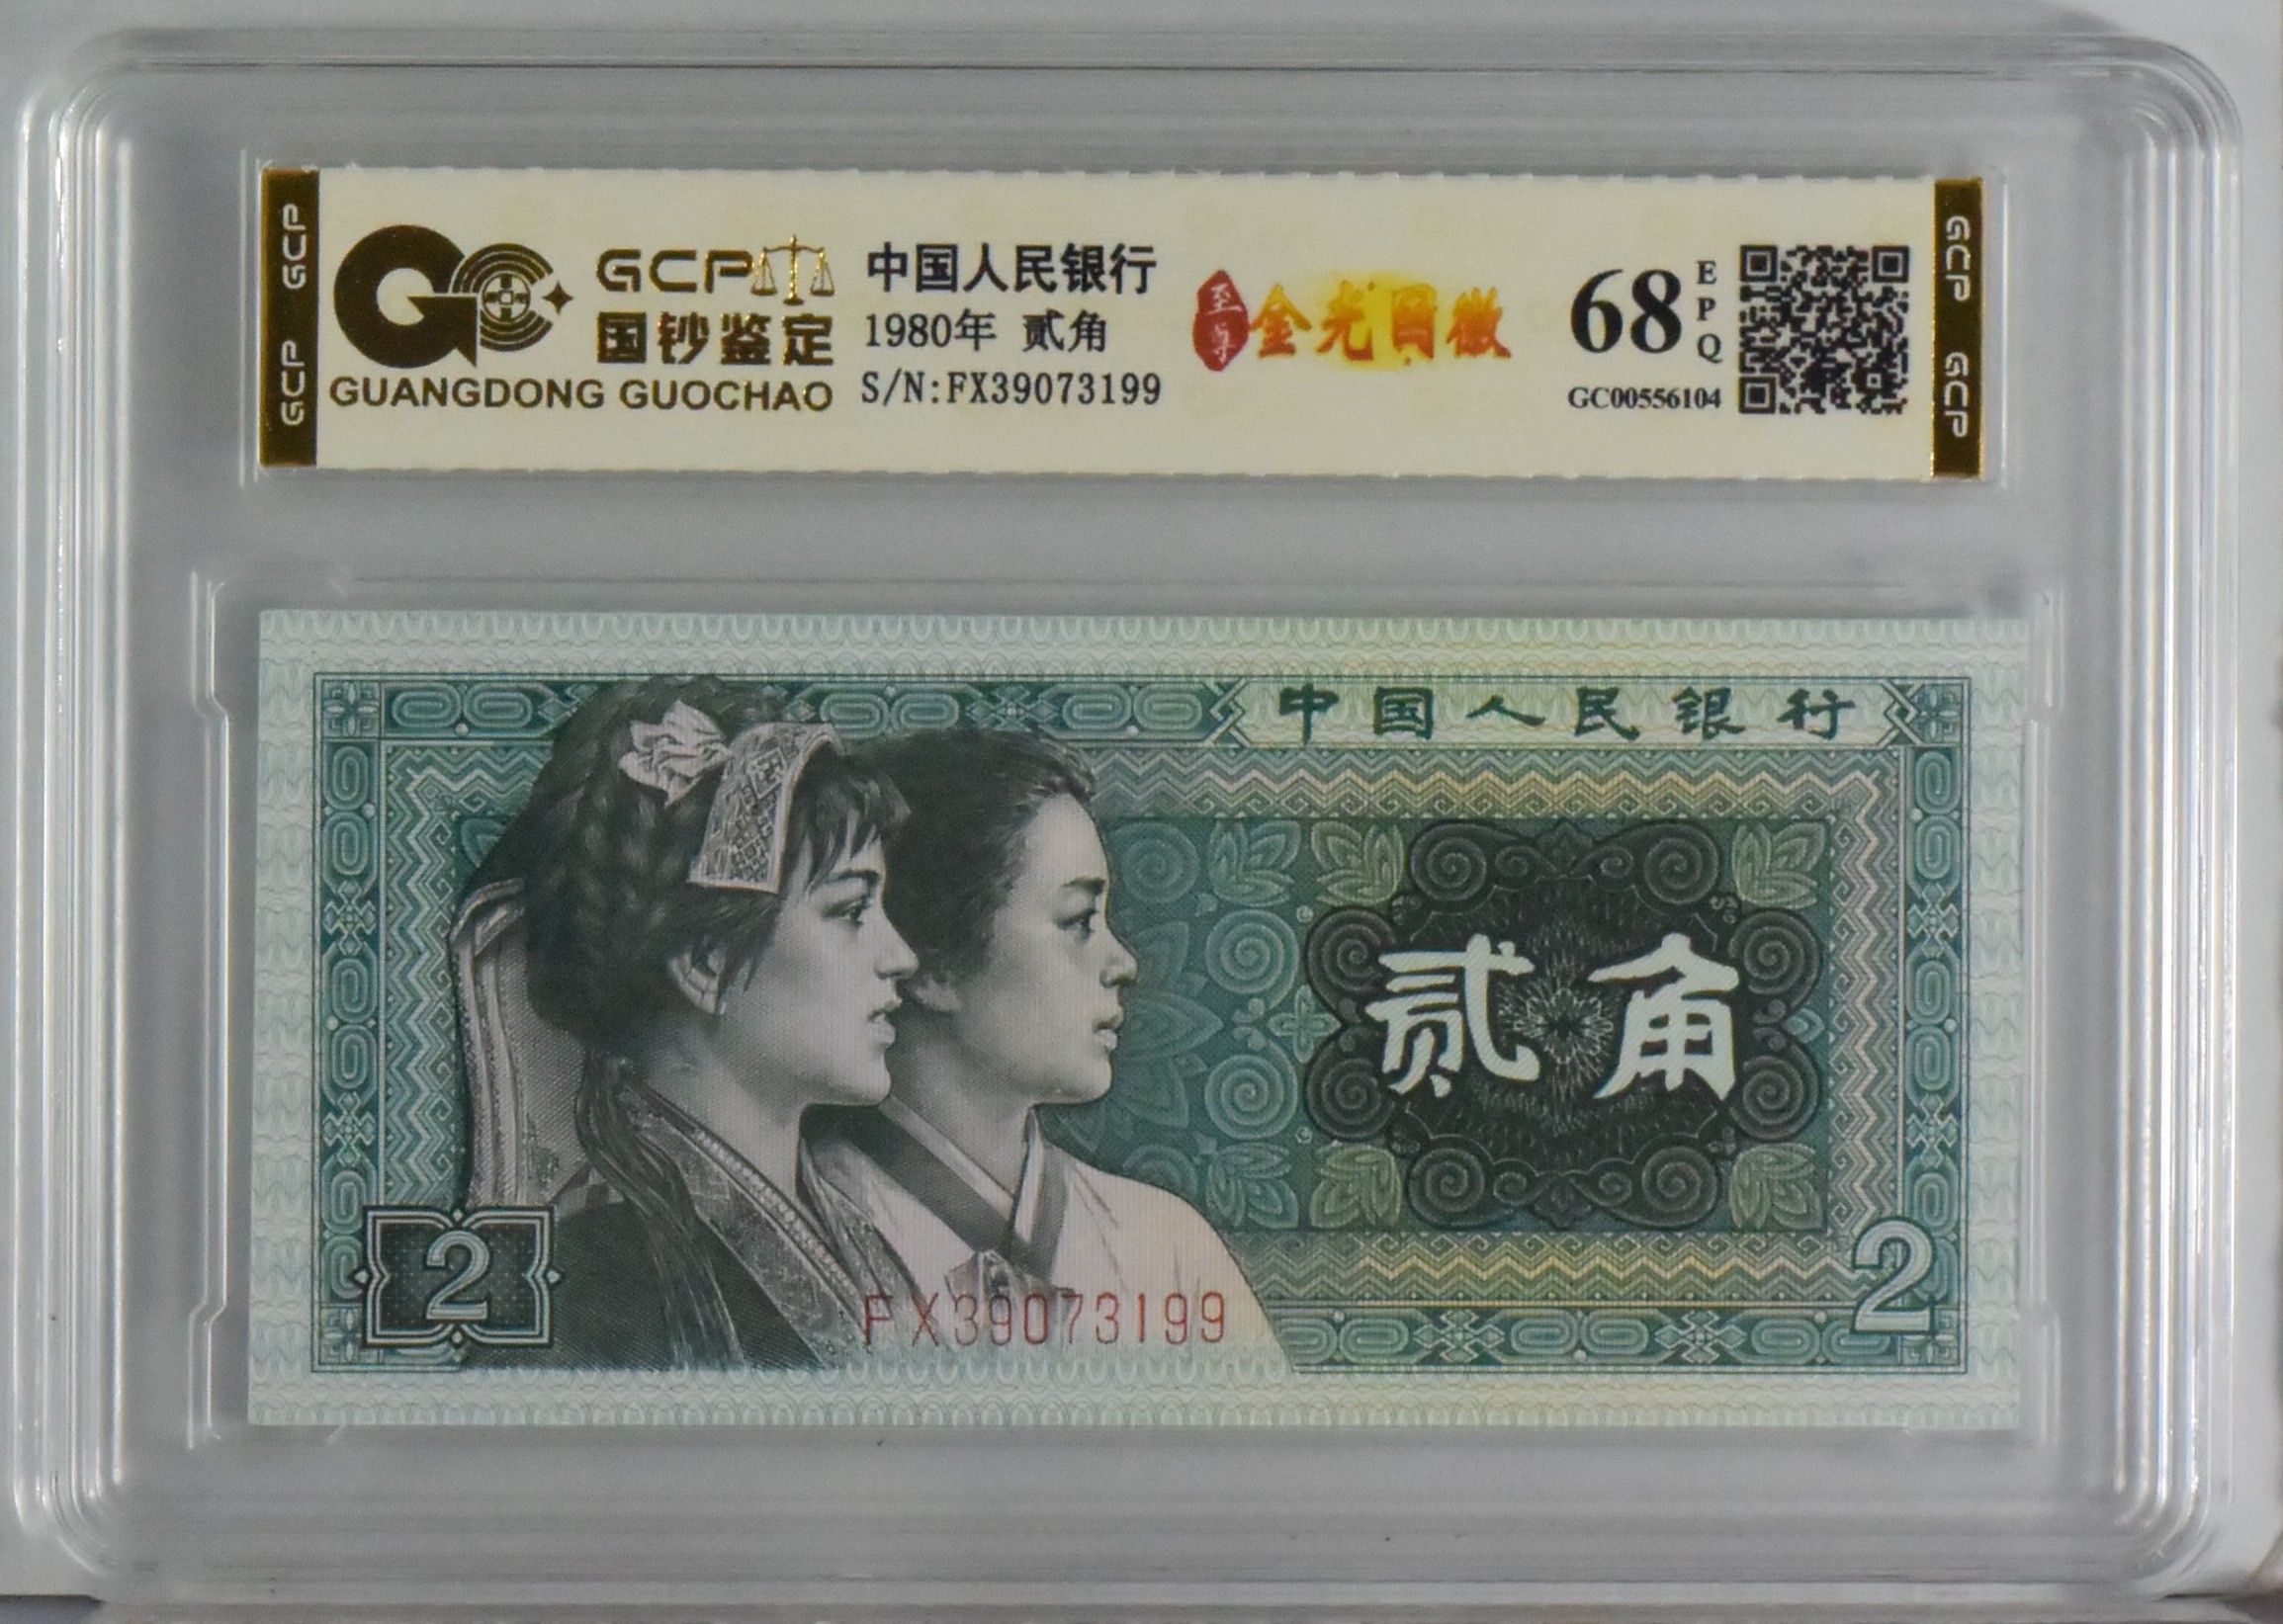 GCP GCP
GCP
国钞鉴定
GUANGDONG GUOCHAO
中国人民银行
1980年 贰角
S/N:FX39073199
至尊
金光国徽
68 EPQ
GC00556104
GCP GCP
中国人民银行
贰角
2
FX39073199
2